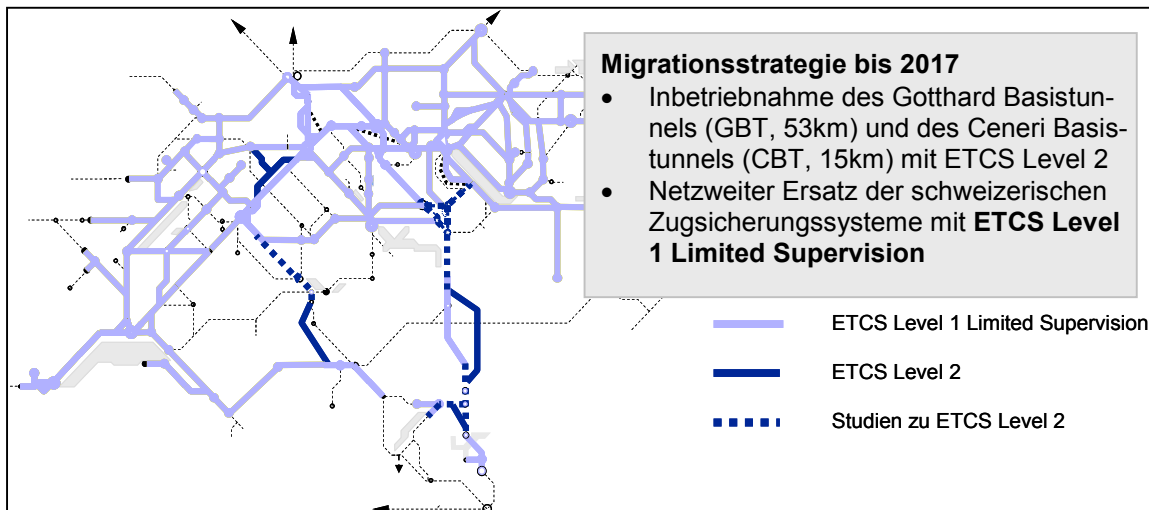 Migrationsstrategie bis 2017
• Inbetriebnahme des Gotthard Basistun-
nels (GBT, 53km) und des Ceneri Basis-
tunnels (CBT, 15km) mit ETCS Level 2
• Netzweiter Ersatz der schweizerischen
Zugsicherungssysteme mit ETCS Level
1 Limited Supervision
ETCS Level 1 Limited Supervision
ETCS Level 2
Studien zu ETCS Level 2